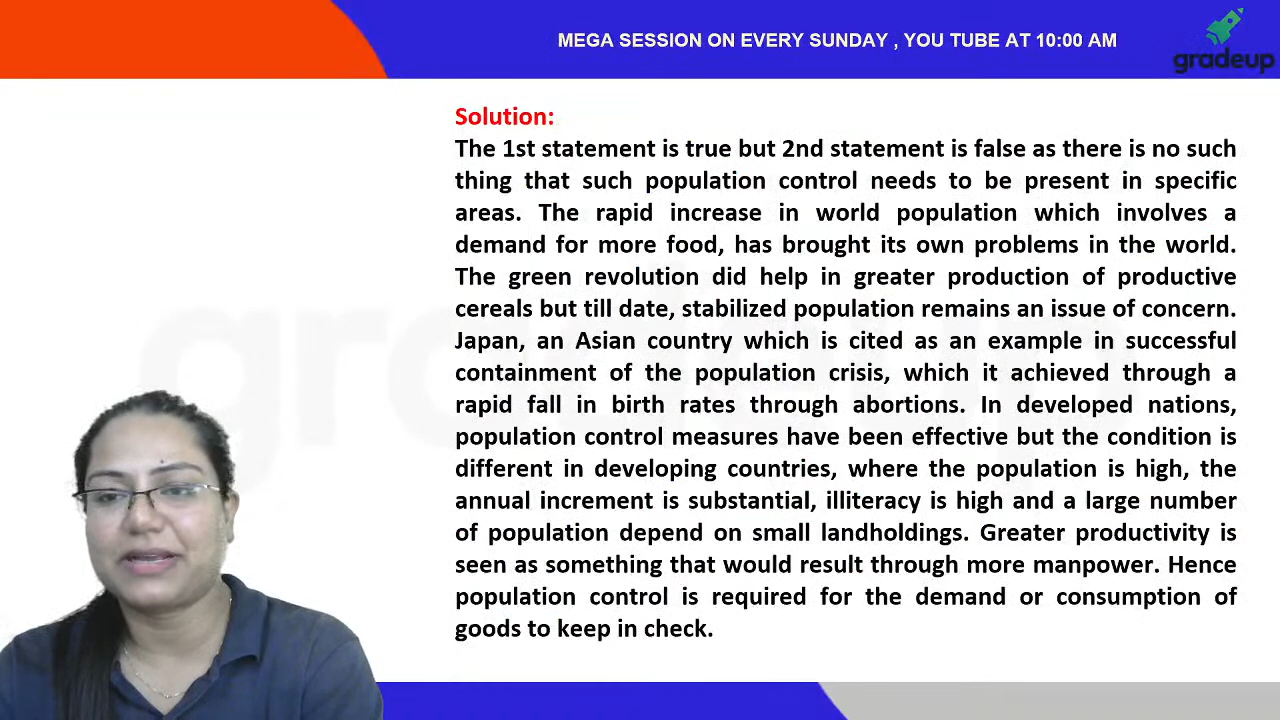 MEGA SESSION ON EVERY SUNDAY , YOU TUBE AT 10:00 AM
gradeup
Solution:
The 1st statement is true but 2nd statement is false as there is no such
thing that such population control needs to be present in specific
areas. The rapid increase in world population which involves a
demand for more food, has brought its own problems in the world.
The green revolution did help in greater production of productive
cereals but till date, stabilized population remains an issue of concern.
Japan, an Asian country which is cited as an example in successful
containment of the population crisis, which it achieved through a
rapid fall in birth rates through abortions. In developed nations,
population control measures have been effective but the condition is
different in developing countries, where the population is high, the
annual increment is substantial, illiteracy is high and a large number
of population depend on small landholdings. Greater productivity is
seen as something that would result through more manpower. Hence
population control is required for the demand or consumption of
goods to keep in check.
gradeup